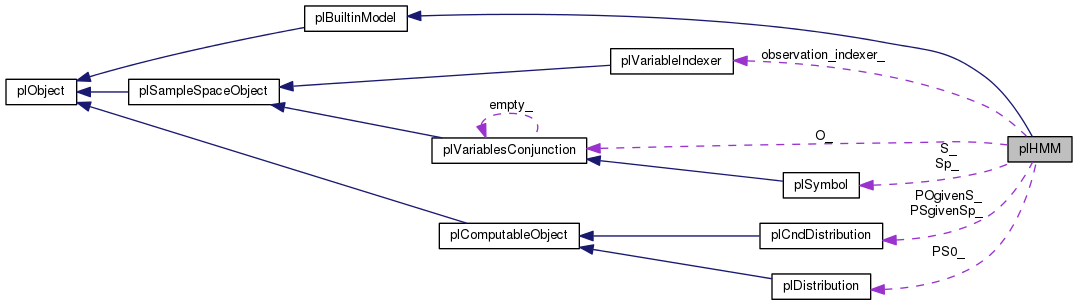 plBuiltinModel
observation_indexer_
plVariableIndexer
plObject
plSampleSpaceObject
empty_
O_
plVariablesConjunction
plHMM
S_
Sp_
plSymbol
POgivenS_
PSgivenSp_
plComputableObject
plCndDistribution
PS0_
plDistribution